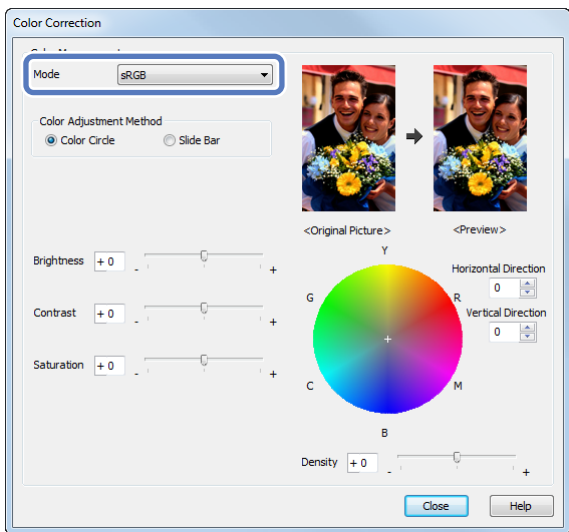 Color Correction
Mode
sRGB
Color Adjustment Method
Color Circle
Slide Bar
<Original Picture>
<Preview>
Brightness
+ 0
-
+
Contrast
+ 0
-
+
Saturation
+ 0
-
+
Y
G
R
C
M
B
Horizontal Direction
0
Vertical Direction
0
Density
+ 0
-
+
Close
Help